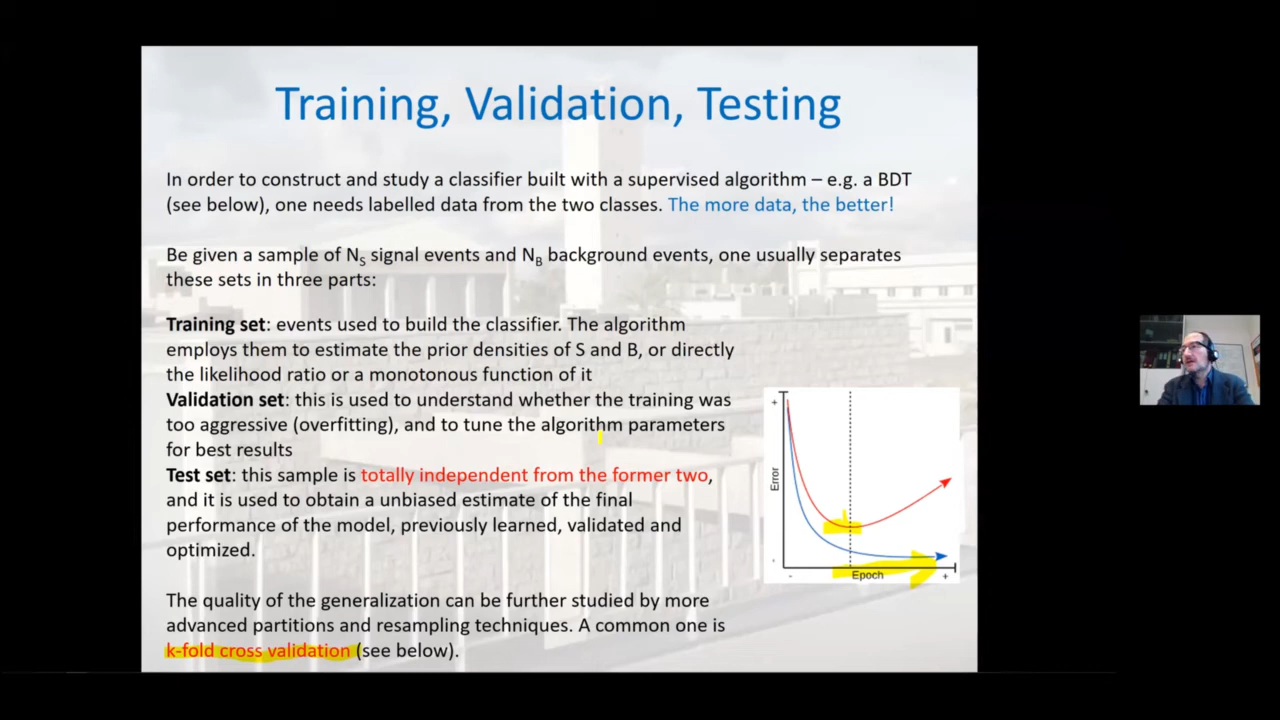 Training, Validation, Testing
In order to construct and study a classifier built with a supervised algorithm – e.g. a BDT
(see below), one needs labelled data from the two classes. The more data, the better!
Be given a sample of NS signal events and NB background events, one usually separates
these sets in three parts:
Training set: events used to build the classifier. The algorithm
employs them to estimate the prior densities of S and B, or directly
the likelihood ratio or a monotonous function of it
Validation set: this is used to understand whether the training was
too aggressive (overfitting), and to tune the algorithm parameters
for best results
Test set: this sample is totally independent from the former two,
and it is used to obtain a unbiased estimate of the final
performance of the model, previously learned, validated and
optimized.
The quality of the generalization can be further studied by more
advanced partitions and resampling techniques. A common one is
k-fold cross validation (see below).
+
Error
-
- Epoch +